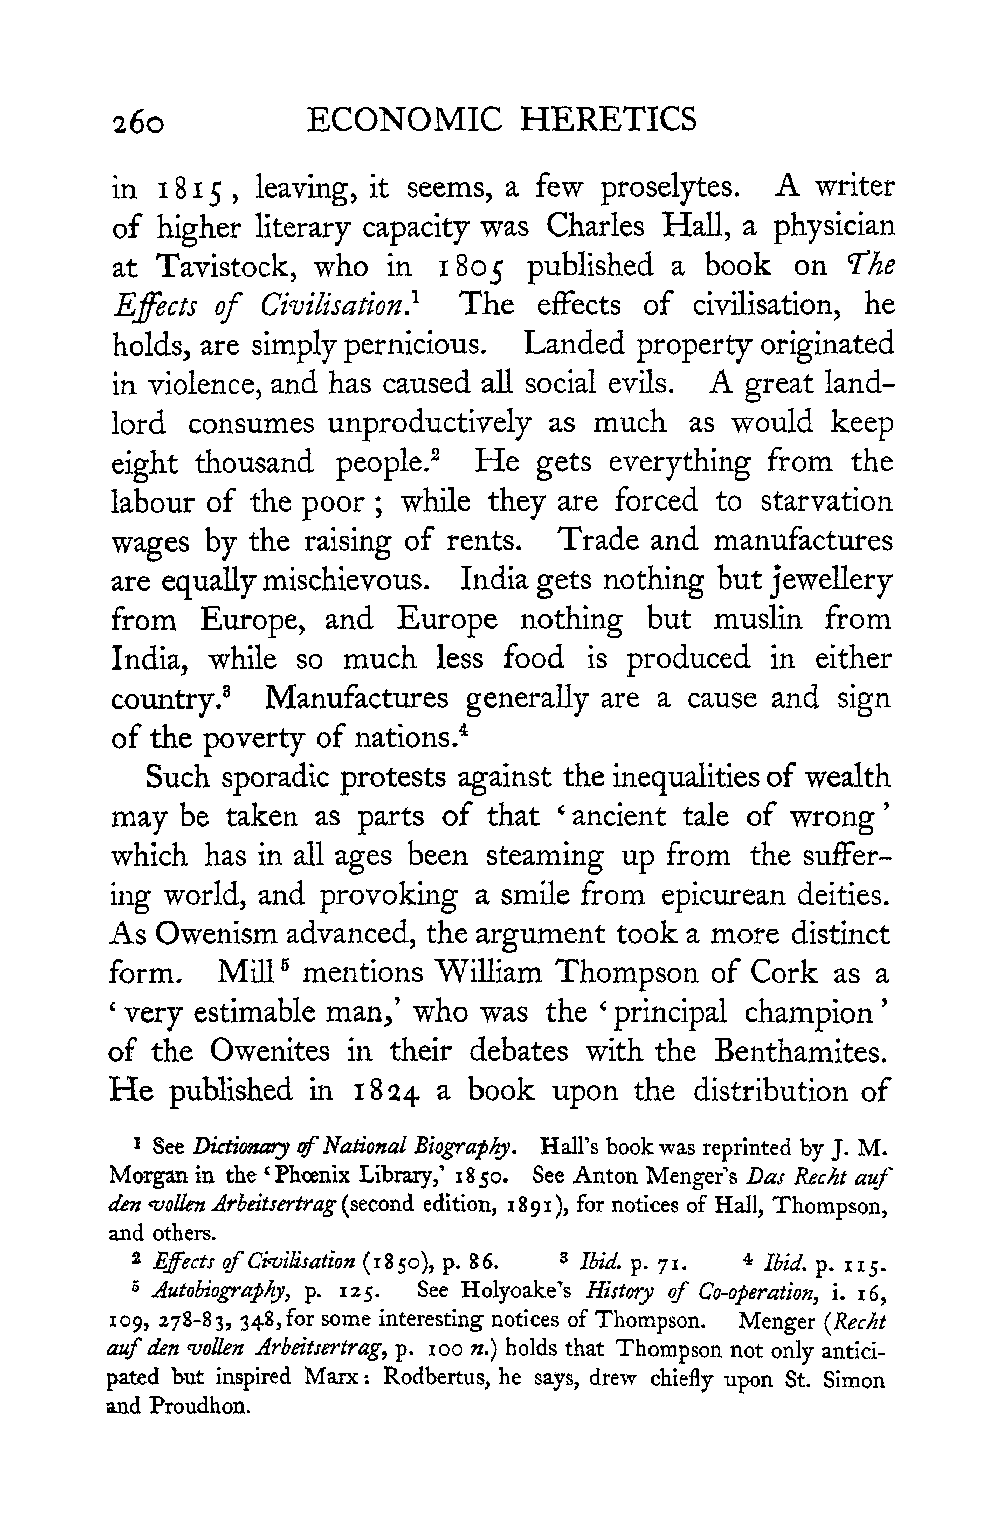 260 ECONOMIC HERETICS
in 1815, leaving, it seems, a few proselytes. A writer
of higher literary capacity was Charles Hall, a physician
at Tavistock, who in 1805 published a book on The
Effects of Civilisation.¹ The effects of civilisation, he
holds, are simply pernicious. Landed property originated
in violence, and has caused all social evils. A great land-
lord consumes unproductively as much as would keep
eight thousand people.² He gets everything from the
labour of the poor ; while they are forced to starvation
wages by the raising of rents. Trade and manufactures
are equally mischievous. India gets nothing but jewellery
from Europe, and Europe nothing but muslin from
India, while so much less food is produced in either
country.³ Manufactures generally are a cause and sign
of the poverty of nations.⁴
Such sporadic protests against the inequalities of wealth
may be taken as parts of that ‘ancient tale of wrong’
which has in all ages been steaming up from the suffer-
ing world, and provoking a smile from epicurean deities.
As Owenism advanced, the argument took a more distinct
form. Mill⁵ mentions William Thompson of Cork as a
‘very estimable man,’ who was the ‘principal champion’
of the Owenites in their debates with the Benthamites.
He published in 1824 a book upon the distribution of
¹ See Dictionary of National Biography. Hall's book was reprinted by J. M.
Morgan in the ‘Phœnix Library,’ 1850. See Anton Menger's Das Recht auf
den vollen Arbeitsertrag (second edition, 1891), for notices of Hall, Thompson,
and others.
² Effects of Civilisation (1850), p. 86. ³ Ibid. p. 71. ⁴ Ibid. p. 115.
⁵ Autobiography, p. 125. See Holyoake's History of Co-operation, i. 16,
109, 278-83, 348, for some interesting notices of Thompson. Menger (Recht
auf den vollen Arbeitsertrag, p. 100 n.) holds that Thompson not only antici-
pated but inspired Marx: Rodbertus, he says, drew chiefly upon St. Simon
and Proudhon.